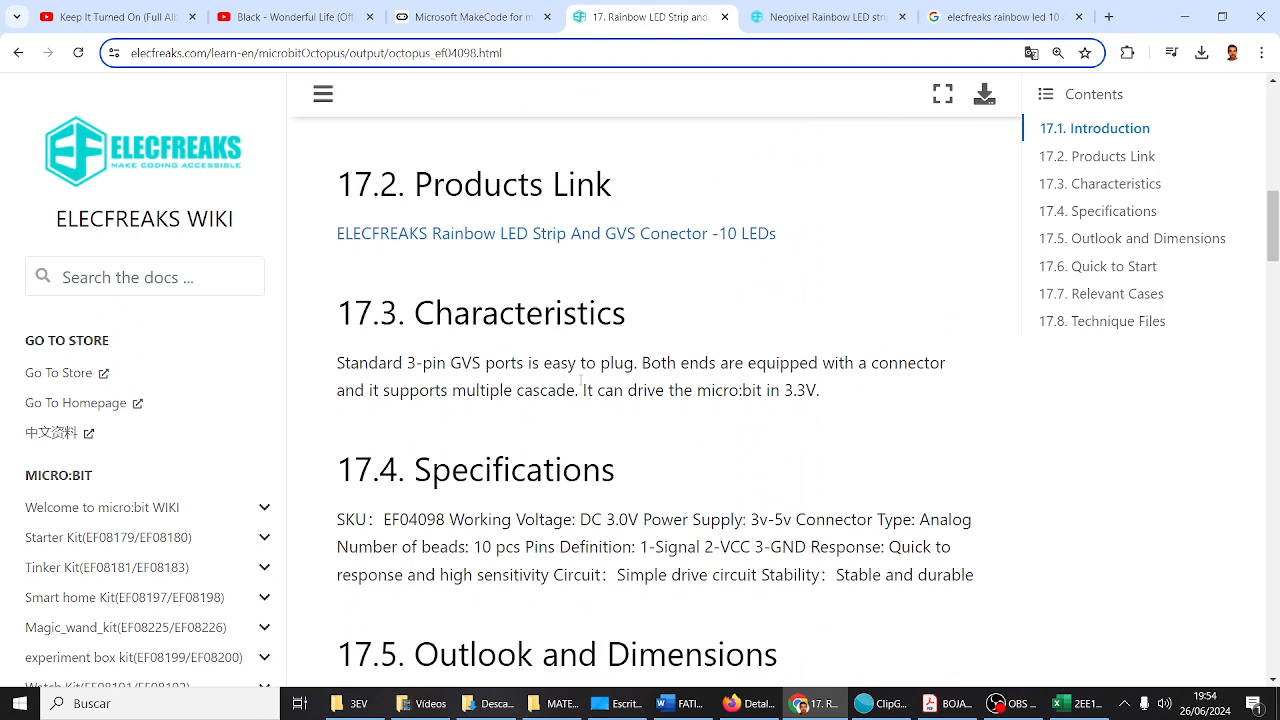 Keep It Turned On (Full Alb
Black - Wonderful Life (Off
Microsoft MakeCode for m
17. Rainbow LED Strip and
Neopixel Rainbow LED stri
elecfreaks rainbow led 10
elecfreaks.com/learn-en/microbitOctopus/output/octopus_ef04098.html
ELECFREAKS
MAKE CODING ACCESSIBLE
ELECFREAKS WIKI
Search the docs ...
GO TO STORE
Go To Store
Go To Homepage
中文资料
MICRO:BIT
Welcome to micro:bit WIKI
Starter Kit(EF08179/EF08180)
Tinker Kit(EF08181/EF08183)
Smart home Kit(EF08197/EF08198)
Magic_wand_kit(EF08225/EF08226)
experiment box kit(EF08199/EF08200)
17.2. Products Link
ELECFREAKS Rainbow LED Strip And GVS Conector -10 LEDs
17.3. Characteristics
Standard 3-pin GVS ports is easy to plug. Both ends are equipped with a connector
and it supports multiple cascade. It can drive the micro:bit in 3.3V.
17.4. Specifications
SKU：EF04098 Working Voltage: DC 3.0V Power Supply: 3v-5v Connector Type: Analog
Number of beads: 10 pcs Pins Definition: 1-Signal 2-VCC 3-GND Response: Quick to
response and high sensitivity Circuit：Simple drive circuit Stability：Stable and durable
17.5. Outlook and Dimensions
Contents
17.1. Introduction
17.2. Products Link
17.3. Characteristics
17.4. Specifications
17.5. Outlook and Dimensions
17.6. Quick to Start
17.7. Relevant Cases
17.8. Technique Files
Buscar
3EV
Videos
Desca...
MATE
Escrit...
FATI...
Detal...
17. R
ClipG...
BOJA...
OBS ...
ZEE1...
19:54
26/06/2024